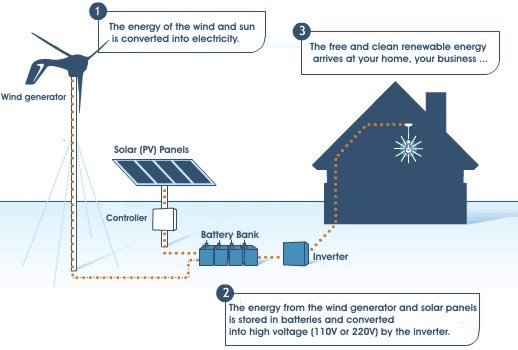 1
The energy of the wind and sun
is converted into electricity.
3
The free and clean renewable energy
arrives at your home, your business ...
Wind generator
Solar (PV) Panels
Controller
Battery Bank
Inverter
2
The energy from the wind generator and solar panels
is stored in batteries and converted
into high voltage (110V or 220V) by the inverter.